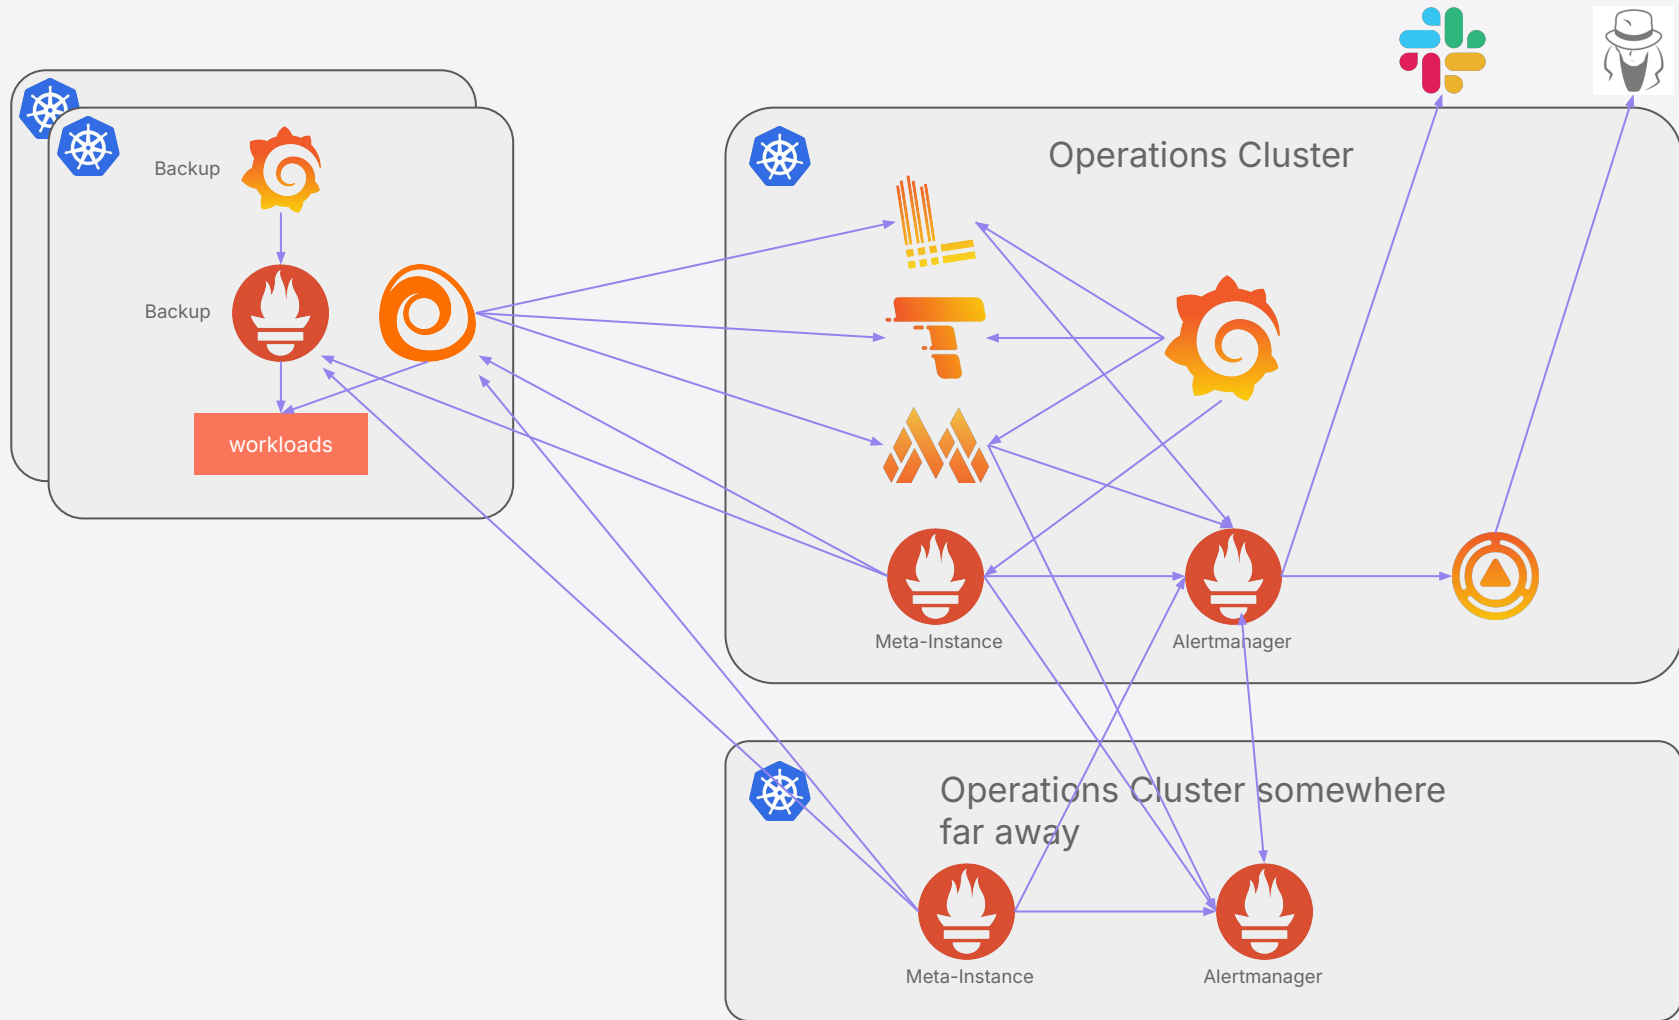 Backup
Backup
workloads
Operations Cluster
Meta-Instance
Alertmanager
Operations Cluster somewhere
far away
Meta-Instance
Alertmanager